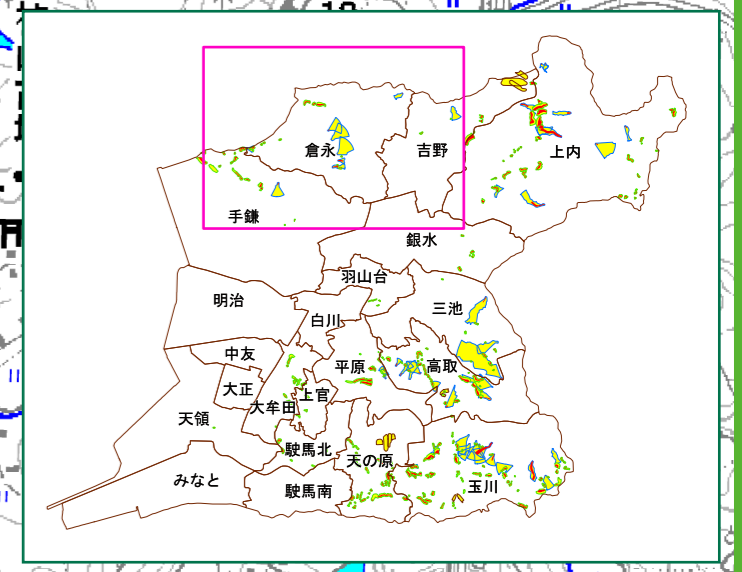 倉永
吉野
上内
手鎌
銀水
羽山台
明治
三池
白川
中友
平原
高取
大正
上官
大牟田
天領
駛馬北
天の原
みなと
駛馬南
玉川